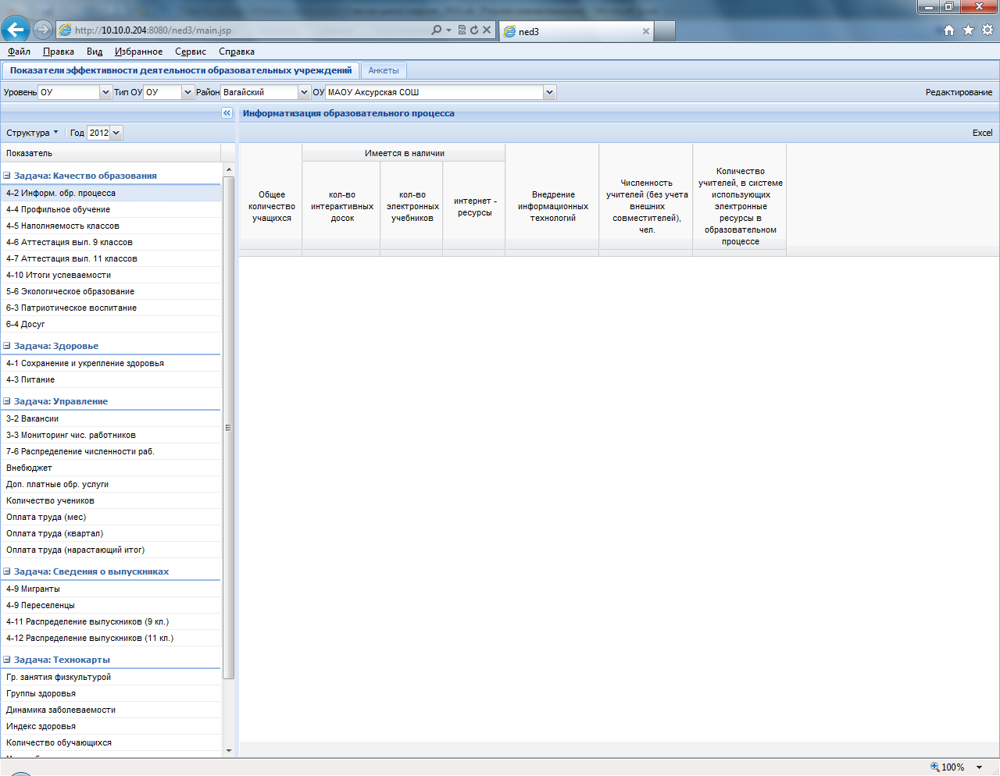 http://10.10.0.204:8080/ned3/main.jsp
ned3
Файл Правка Вид Избранное Сервис Справка
Показатели эффективности деятельности образовательных учреждений Анкеты
Уровень ОУ Тип ОУ ОУ Район Вагайский ОУ МАОУ Аксурская СОШ Редактирование
Информатизация образовательного процесса
Структура Год 2012 Excel
Показатель
Задача: Качество образования
4-2 Информ. обр. процесса
4-4 Профильное обучение
4-5 Наполняемость классов
4-6 Аттестация вып. 9 классов
4-7 Аттестация вып. 11 классов
4-10 Итоги успеваемости
5-6 Экологическое образование
6-3 Патриотическое воспитание
6-4 Досуг
Задача: Здоровье
4-1 Сохранение и укрепление здоровья
4-3 Питание
Задача: Управление
3-2 Вакансии
3-3 Мониторинг чис. работников
7-6 Распределение численности раб.
Внебюджет
Доп. платные обр. услуги
Количество учеников
Оплата труда (мес)
Оплата труда (квартал)
Оплата труда (нарастающий итог)
Задача: Сведения о выпускниках
4-9 Мигранты
4-9 Переселенцы
4-11 Распределение выпускников (9 кл.)
4-12 Распределение выпускников (11 кл.)
Задача: Технокарты
Гр. занятия физкультурой
Группы здоровья
Динамика заболеваемости
Индекс здоровья
Количество обучающихся
Общее
количество
учащихся
Имеется в наличии
кол-во
интерактивных
досок
кол-во
электронных
учебников
интернет -
ресурсы
Внедрение
информационных
технологий
Численность
учителей (без учета
внешних
совместителей),
чел.
Количество
учителей, в системе
использующих
электронные
ресурсы в
образовательном
процессе
100%